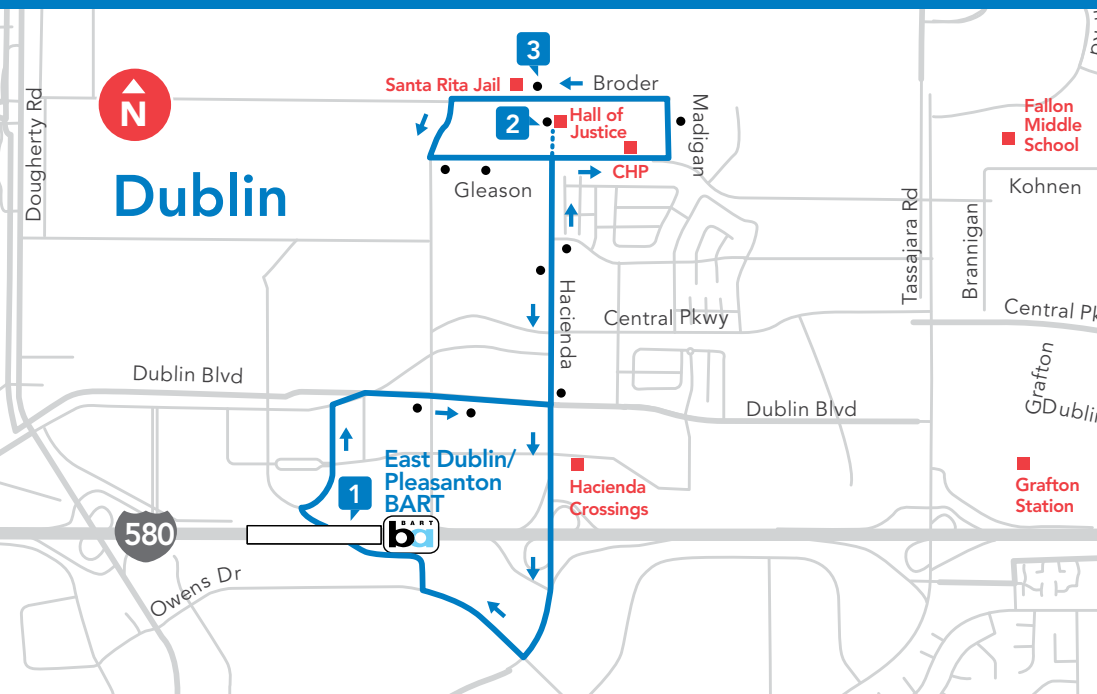 3
Santa Rita Jail
Broder
N
2
Hall of
Justice
Madigan
Fallon
Middle
School
Dougherty Rd
Dublin
Gleason
CHP
Kohnen
Tassajara Rd
Brannigan
Hacienda
Central Pkwy
Central Pk
Dublin Blvd
Grafton
Dublin Blvd
Dublin
East Dublin/
Pleasanton
BART
1
Hacienda
Crossings
Grafton
Station
580
BART
ba
Owens Dr